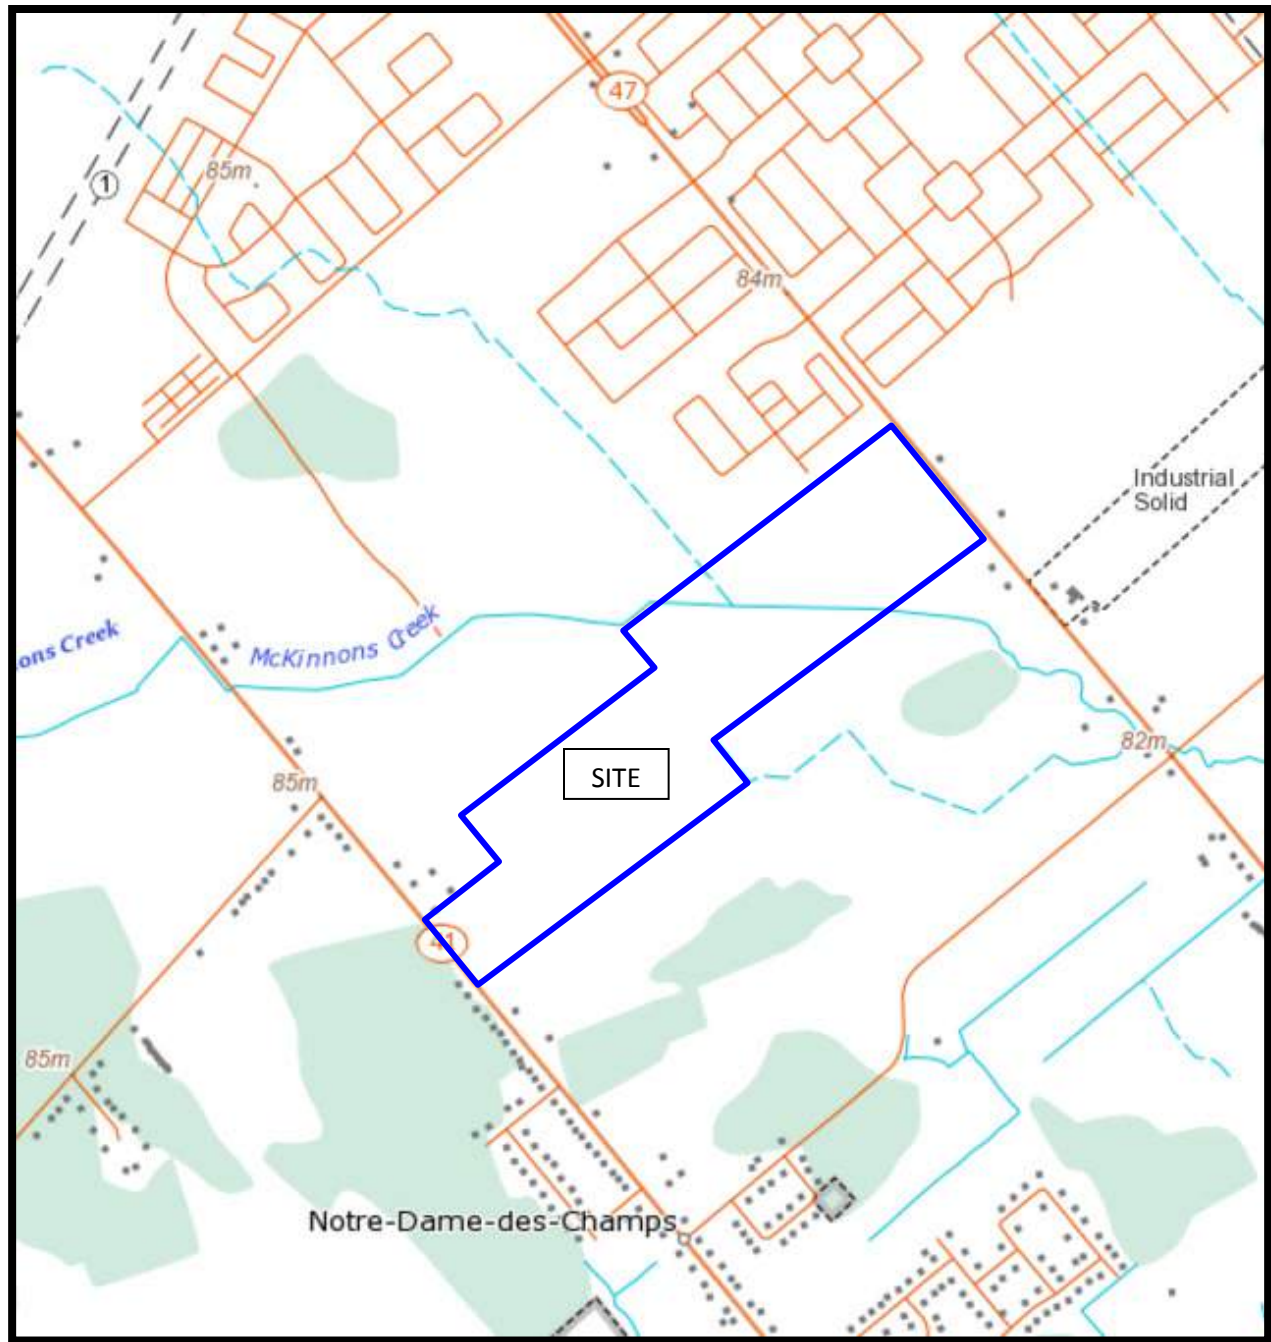 47
85m
1
84m
Industrial
Solid
McKinnons Creek
ons Creek
82m
SITE
85m
41
85m
Notre-Dame-des-Champs